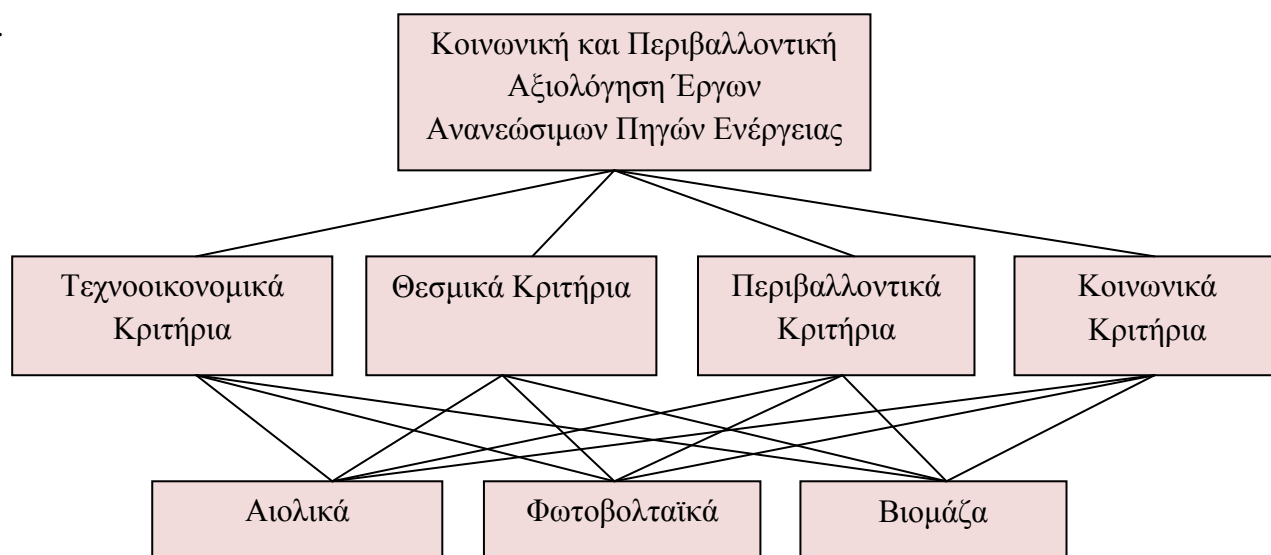 .
Κοινωνική και Περιβαλλοντική
Αξιολόγηση Έργων
Ανανεώσιμων Πηγών Ενέργειας
Τεχνοοικονομικά
Κριτήρια
Θεσμικά Κριτήρια
Περιβαλλοντικά
Κριτήρια
Κοινωνικά
Κριτήρια
Αιολικά
Φωτοβολταϊκά
Βιομάζα